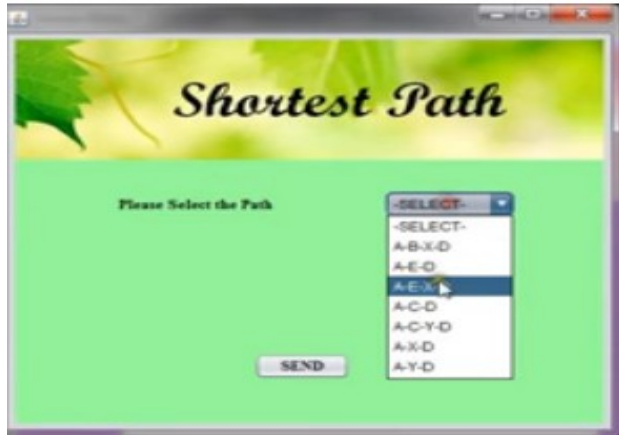 Shortest Path
Please Select the Path
-SELECT-
-SELECT-
A-B-X-D
A-E-D
A-E-X
A-C-D
A-C-Y-D
A-X-D
SEND
A-Y-D